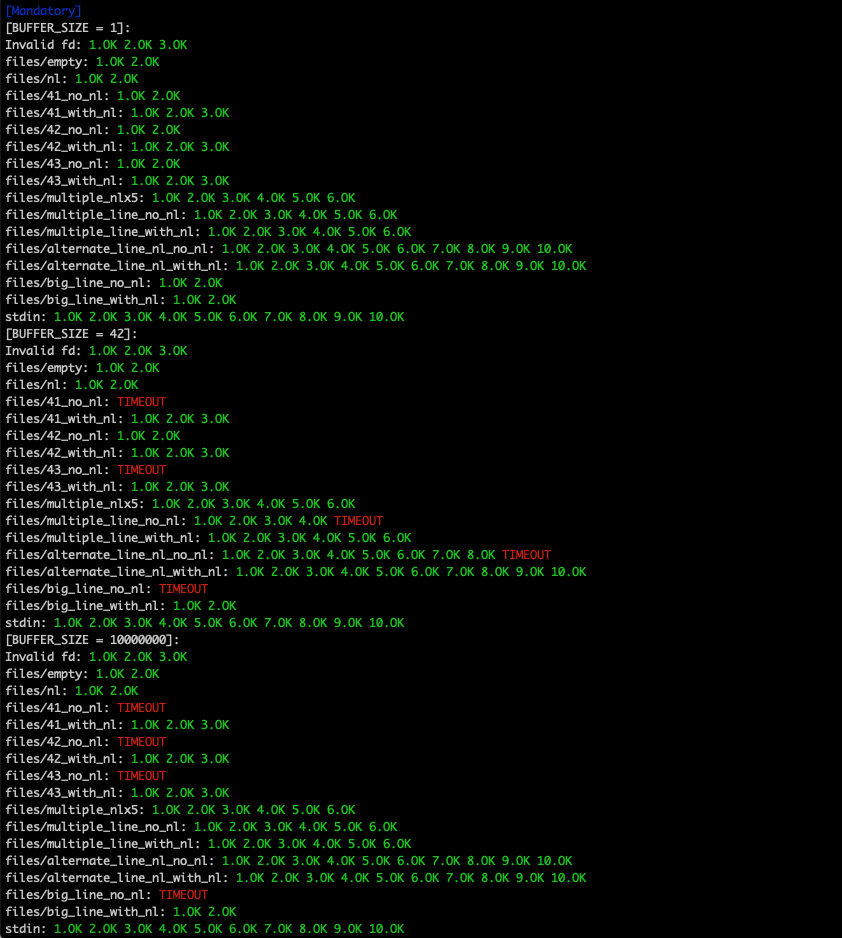 [Mandatory]
[BUFFER_SIZE = 1]:
Invalid fd: 1.OK 2.OK 3.OK
files/empty: 1.OK 2.OK
files/nl: 1.OK 2.OK
files/41_no_nl: 1.OK 2.OK
files/41_with_nl: 1.OK 2.OK 3.OK
files/42_no_nl: 1.OK 2.OK
files/42_with_nl: 1.OK 2.OK 3.OK
files/43_no_nl: 1.OK 2.OK
files/43_with_nl: 1.OK 2.OK 3.OK
files/multiple_nlx5: 1.OK 2.OK 3.OK 4.OK 5.OK 6.OK
files/multiple_line_no_nl: 1.OK 2.OK 3.OK 4.OK 5.OK 6.OK
files/multiple_line_with_nl: 1.OK 2.OK 3.OK 4.OK 5.OK 6.OK
files/alternate_line_nl_no_nl: 1.OK 2.OK 3.OK 4.OK 5.OK 6.OK 7.OK 8.OK 9.OK 10.OK
files/alternate_line_nl_with_nl: 1.OK 2.OK 3.OK 4.OK 5.OK 6.OK 7.OK 8.OK 9.OK 10.OK
files/big_line_no_nl: 1.OK 2.OK
files/big_line_with_nl: 1.OK 2.OK
stdin: 1.OK 2.OK 3.OK 4.OK 5.OK 6.OK 7.OK 8.OK 9.OK 10.OK
[BUFFER_SIZE = 42]:
Invalid fd: 1.OK 2.OK 3.OK
files/empty: 1.OK 2.OK
files/nl: 1.OK 2.OK
files/41_no_nl: TIMEOUT
files/41_with_nl: 1.OK 2.OK 3.OK
files/42_no_nl: 1.OK 2.OK
files/42_with_nl: 1.OK 2.OK 3.OK
files/43_no_nl: TIMEOUT
files/43_with_nl: 1.OK 2.OK 3.OK
files/multiple_nlx5: 1.OK 2.OK 3.OK 4.OK 5.OK 6.OK
files/multiple_line_no_nl: 1.OK 2.OK 3.OK 4.OK TIMEOUT
files/multiple_line_with_nl: 1.OK 2.OK 3.OK 4.OK 5.OK 6.OK
files/alternate_line_nl_no_nl: 1.OK 2.OK 3.OK 4.OK 5.OK 6.OK 7.OK 8.OK TIMEOUT
files/alternate_line_nl_with_nl: 1.OK 2.OK 3.OK 4.OK 5.OK 6.OK 7.OK 8.OK 9.OK 10.OK
files/big_line_no_nl: TIMEOUT
files/big_line_with_nl: 1.OK 2.OK
stdin: 1.OK 2.OK 3.OK 4.OK 5.OK 6.OK 7.OK 8.OK 9.OK 10.OK
[BUFFER_SIZE = 10000000]:
Invalid fd: 1.OK 2.OK 3.OK
files/empty: 1.OK 2.OK
files/nl: 1.OK 2.OK
files/41_no_nl: TIMEOUT
files/41_with_nl: 1.OK 2.OK 3.OK
files/42_no_nl: TIMEOUT
files/42_with_nl: 1.OK 2.OK 3.OK
files/43_no_nl: TIMEOUT
files/43_with_nl: 1.OK 2.OK 3.OK
files/multiple_nlx5: 1.OK 2.OK 3.OK 4.OK 5.OK 6.OK
files/multiple_line_no_nl: 1.OK 2.OK 3.OK 4.OK 5.OK 6.OK
files/multiple_line_with_nl: 1.OK 2.OK 3.OK 4.OK 5.OK 6.OK
files/alternate_line_nl_no_nl: 1.OK 2.OK 3.OK 4.OK 5.OK 6.OK 7.OK 8.OK 9.OK 10.OK
files/alternate_line_nl_with_nl: 1.OK 2.OK 3.OK 4.OK 5.OK 6.OK 7.OK 8.OK 9.OK 10.OK
files/big_line_no_nl: TIMEOUT
files/big_line_with_nl: 1.OK 2.OK
stdin: 1.OK 2.OK 3.OK 4.OK 5.OK 6.OK 7.OK 8.OK 9.OK 10.OK